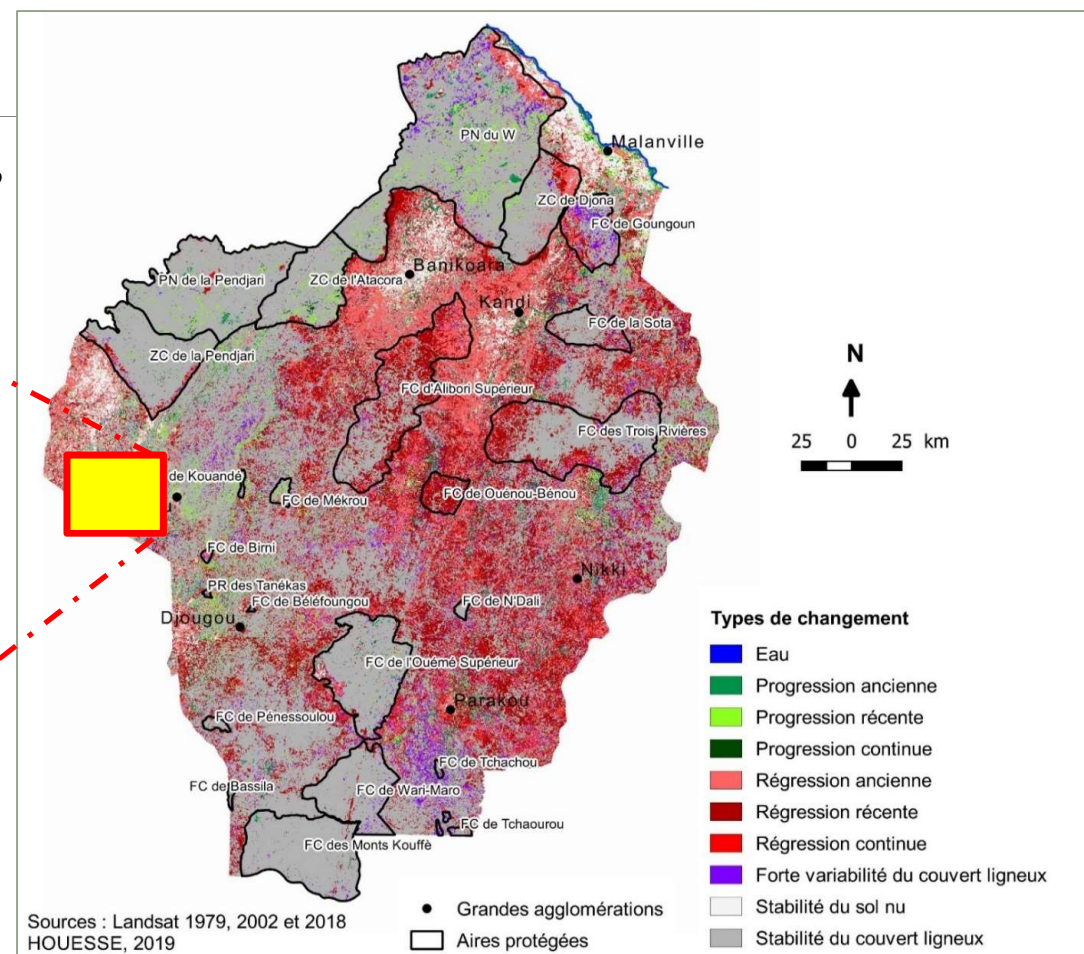 PN du W
Malanville
ZC de Djona
FC de Goungoun
Banikoara
PN de la Pendjari
ZC de l'Atacora
Kandi
FC de la Sota
ZC de la Pendjari
FC d'Alibori Supérieur
FC des Trois Rivières
N
25 0 25 km
de Kouandé
FC de Mékrou
FC de Ouénou-Bénou
FC de Birni
Nikki
PR des Tanékas
FC de Béléfoungou
FC de N'Dali
Djougou
FC de l'Ouémé Supérieur
Parakou
FC de Pénessoulou
FC de Tchachou
FC de Bassila
FC de Wari-Maro
FC de Tchaourou
FC des Monts Kouffè
Types de changement
Eau
Progression ancienne
Progression récente
Progression continue
Régression ancienne
Régression récente
Régression continue
Forte variabilité du couvert ligneux
Stabilité du sol nu
Stabilité du couvert ligneux
Grandes agglomérations
Aires protégées
Sources : Landsat 1979, 2002 et 2018
HOUESSE, 2019